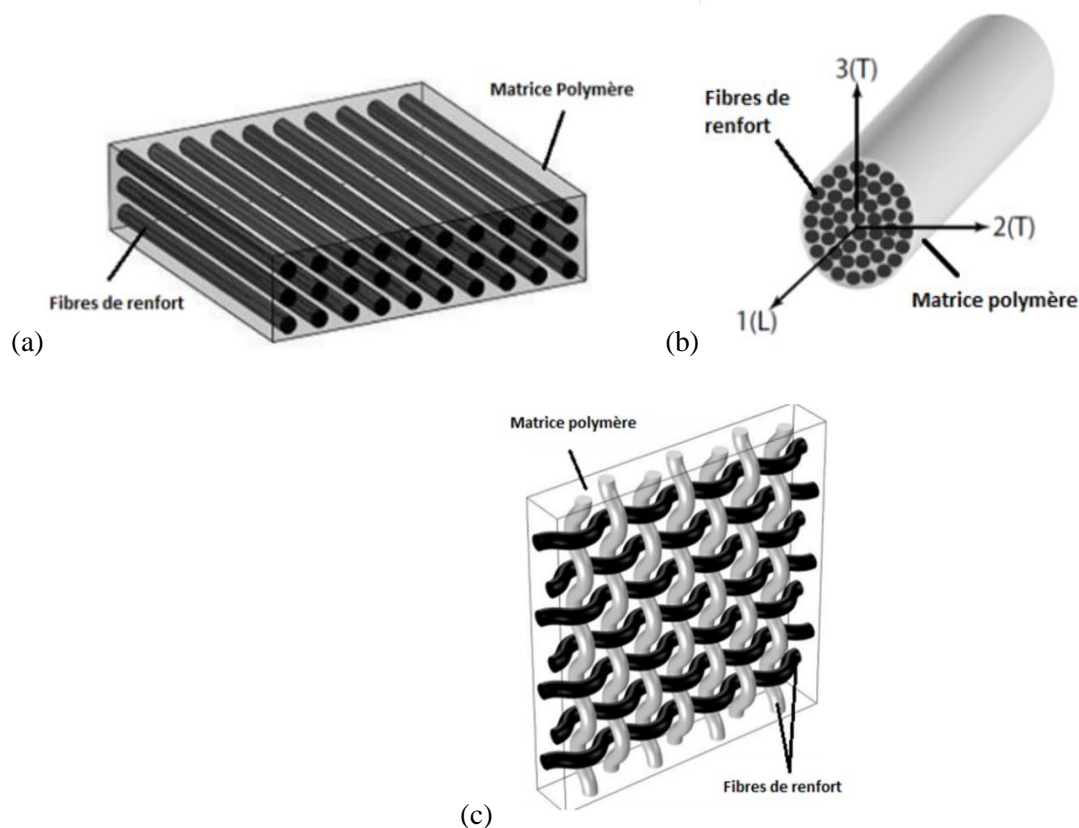 Matrice Polymère
Fibres de renfort
(a)
3(T)
Fibres de
renfort
2(T)
Matrice polymère
1(L)
(b)
Matrice polymère
Fibres de renfort
(c)